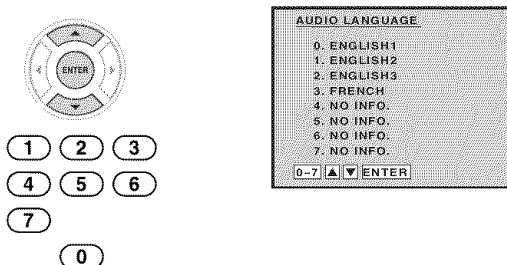 ENTER
1 2 3
4 5 6
7
0
AUDIO LANGUAGE
0. ENGLISH1
1. ENGLISH2
2. ENGLISH3
3. FRENCH
4. NO INFO.
5. NO INFO.
6. NO INFO.
7. NO INFO.
0-7 ▲ ▼ ENTER